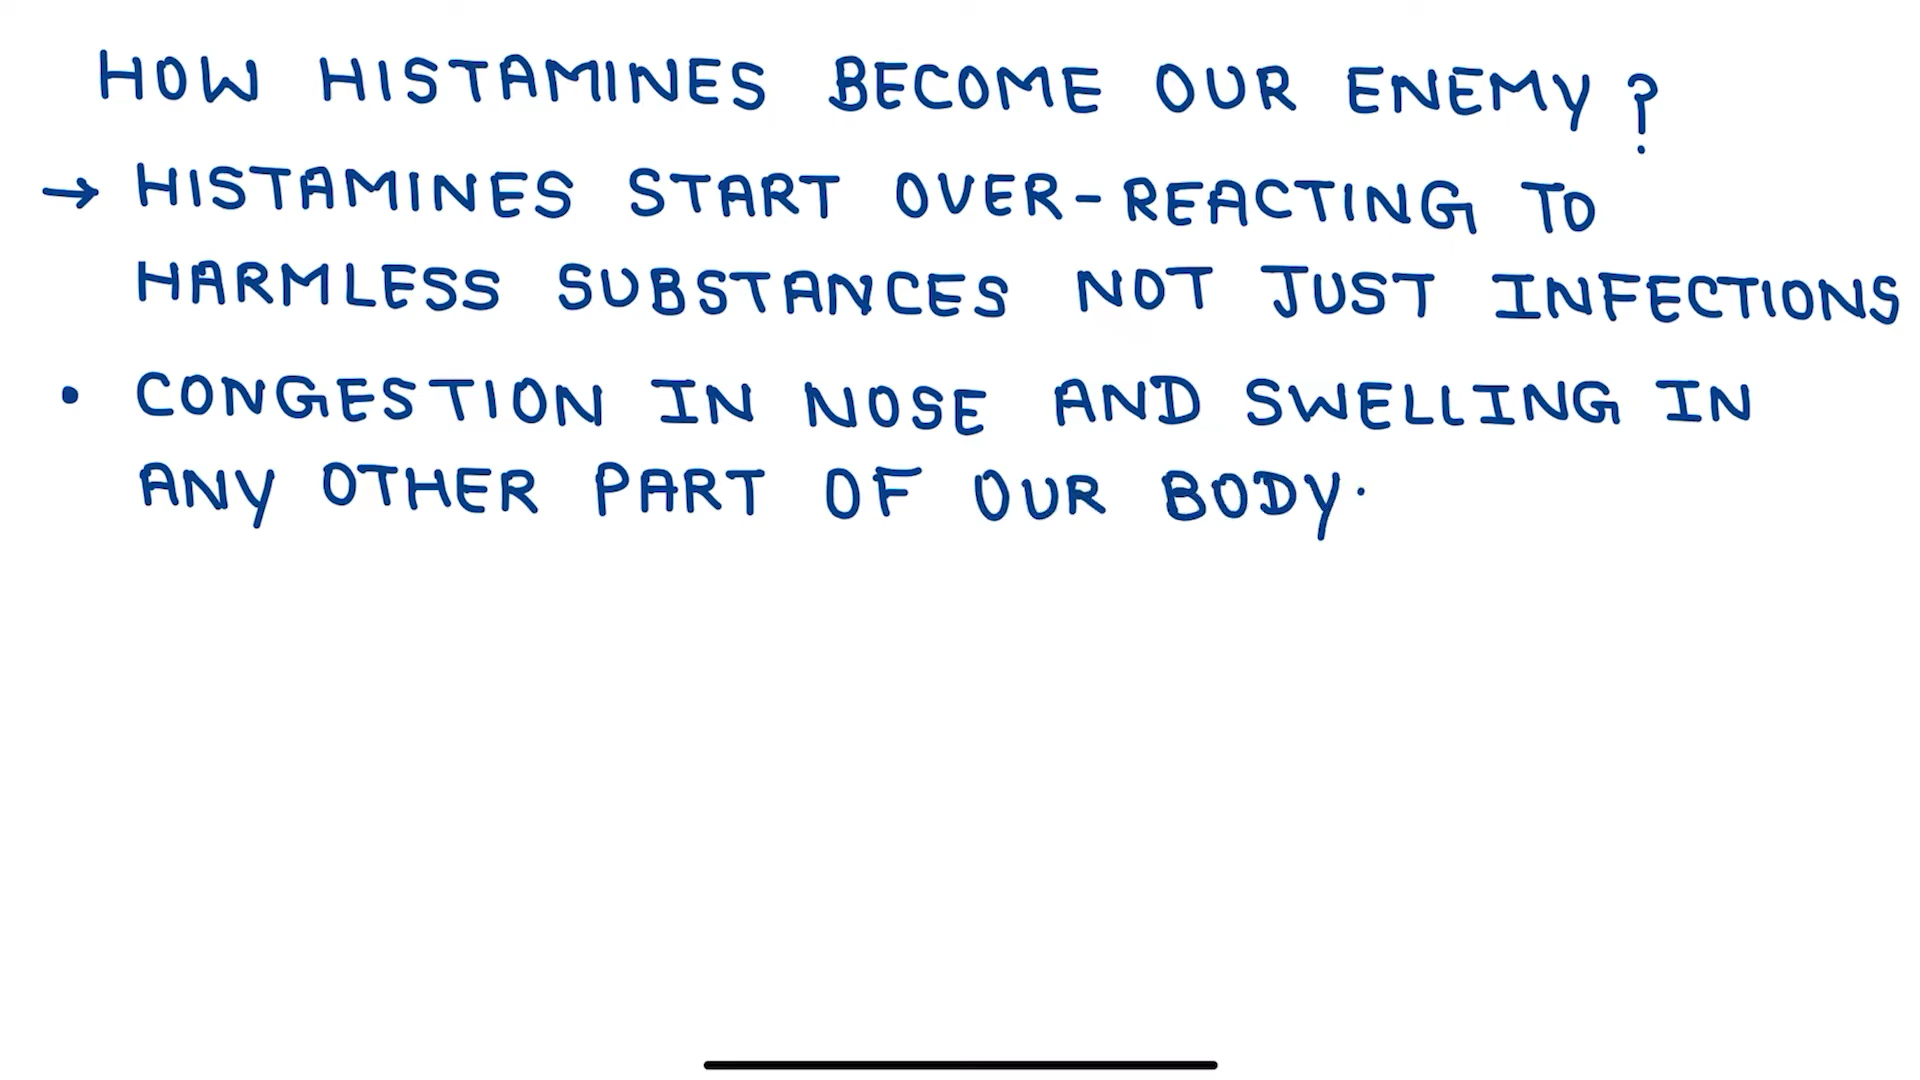 HOW HISTAMINES BECOME OUR ENEMY ?
→ HISTAMINES START OVER-REACTING TO
HARMLESS SUBSTANCES NOT JUST INFECTIONS
• CONGESTION IN NOSE AND SWELLING IN
ANY OTHER PART OF OUR BODY.